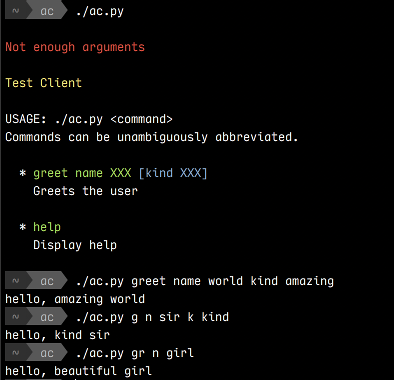 ~ ac ./ac.py
Not enough arguments
Test Client
USAGE: ./ac.py <command>
Commands can be unambiguously abbreviated.
* greet name XXX [kind XXX]
Greets the user
* help
Display help
~ ac ./ac.py greet name world kind amazing
hello, amazing world
~ ac ./ac.py g n sir k kind
hello, kind sir
~ ac ./ac.py gr n girl
hello, beautiful girl